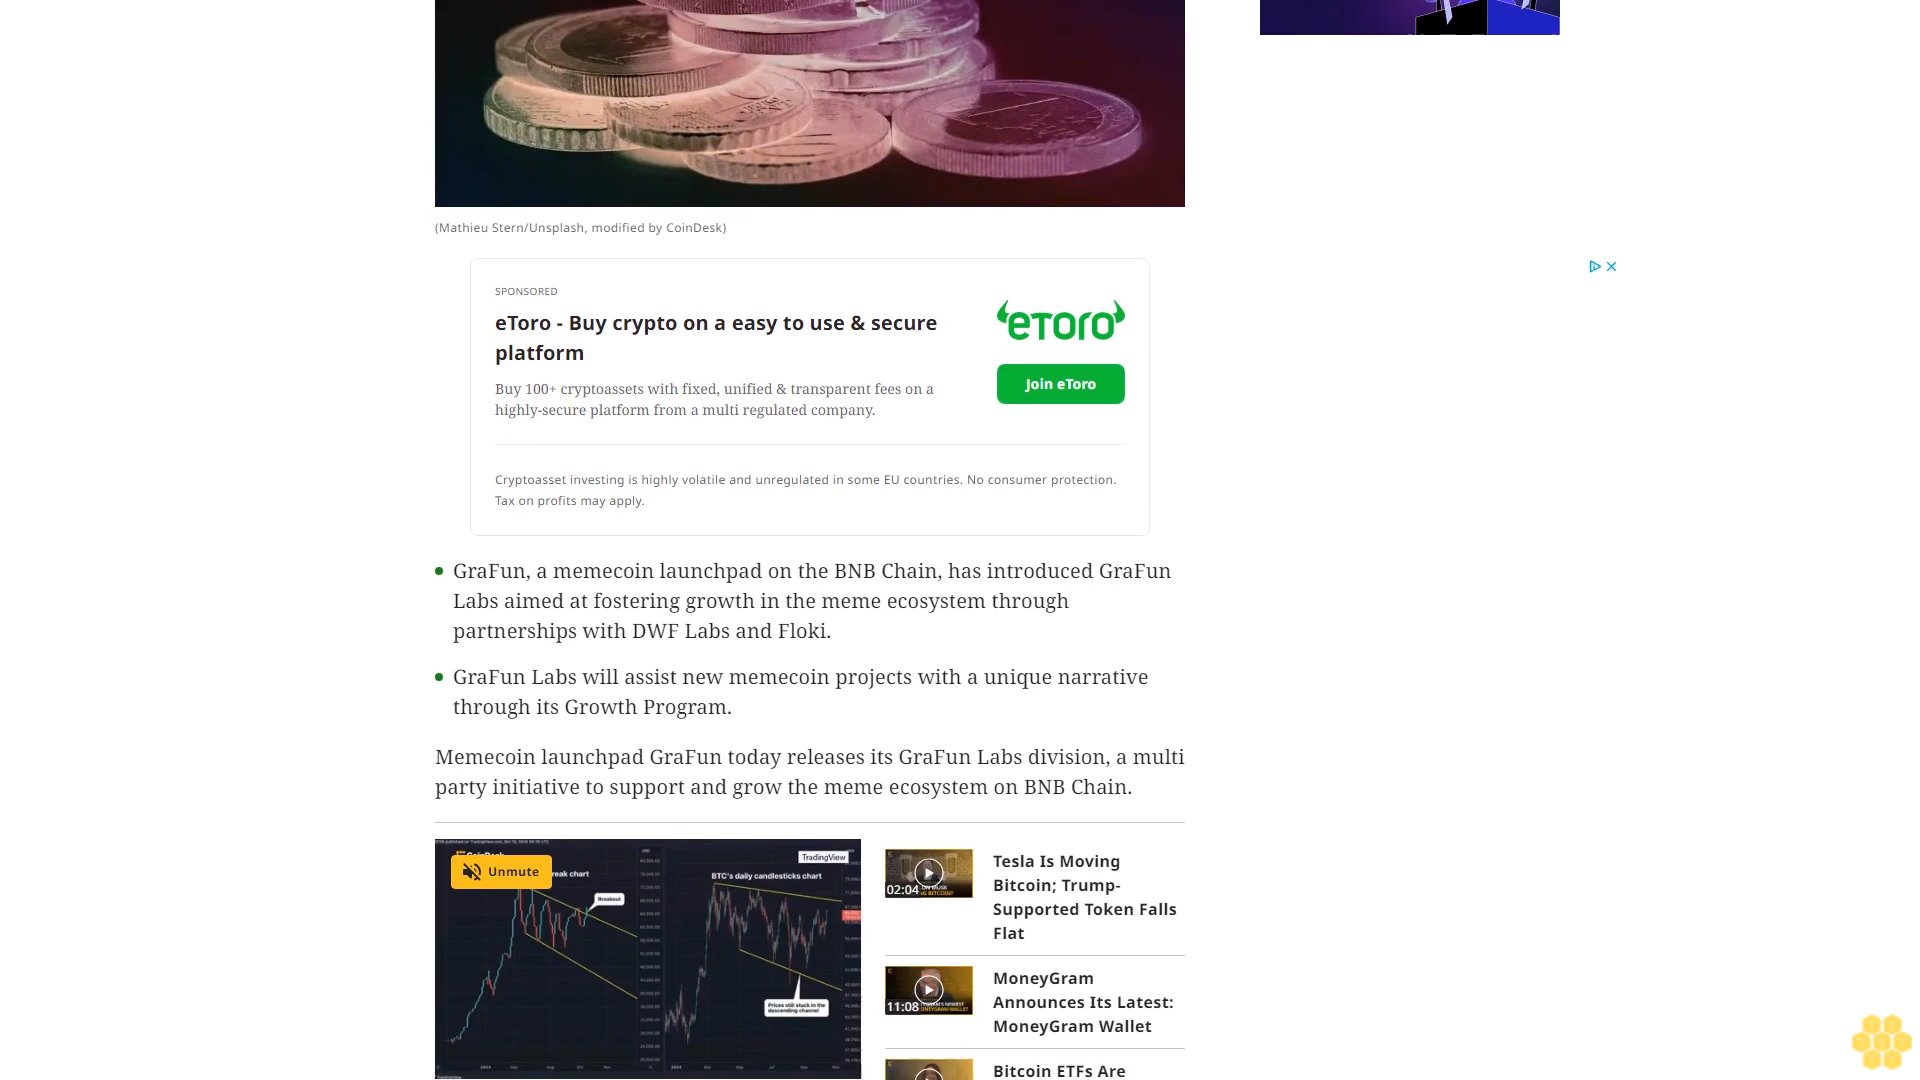 (Mathieu Stern/Unsplash, modified by CoinDesk)
SPONSORED
eToro - Buy crypto on a easy to use & secure
platform
Buy 100+ cryptoassets with fixed, unified & transparent fees on a
highly-secure platform from a multi regulated company.
eTORO
Join eToro
Cryptoasset investing is highly volatile and unregulated in some EU countries. No consumer protection.
Tax on profits may apply.
GraFun, a memecoin launchpad on the BNB Chain, has introduced GraFun
Labs aimed at fostering growth in the meme ecosystem through
partnerships with DWF Labs and Floki.
GraFun Labs will assist new memecoin projects with a unique narrative
through its Growth Program.
Memecoin launchpad GraFun today releases its GraFun Labs division, a multi
party initiative to support and grow the meme ecosystem on BNB Chain.
Unmute
eak chart
Breakout
TradingView
BTC's daily candlesticks chart
Prices still stuck in the
descending channel
02:04
Tesla Is Moving
Bitcoin; Trump-
Supported Token Falls
Flat
11:08
MoneyGram
Announces Its Latest:
MoneyGram Wallet
Bitcoin ETFs Are